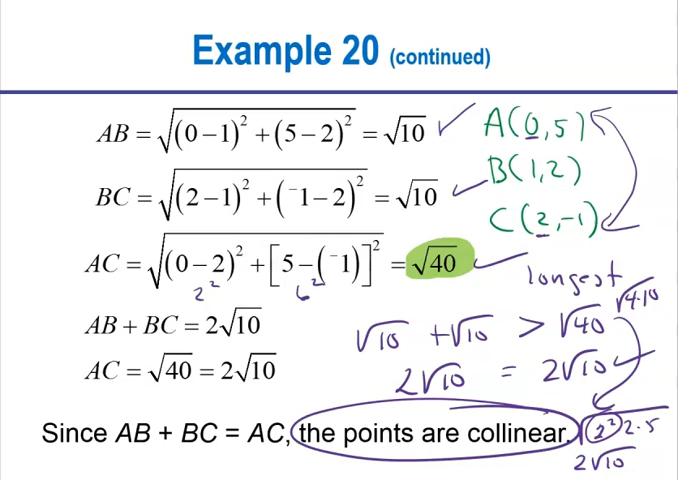 Example 20 (continued)
AB = √((0 – 1)² + (5 – 2)²) = √10 ✓
A(0, 5)
BC = √((2 – 1)² + (⁻1 – 2)²) = √10 ✓
B(1, 2)
C(2, -1)
AC = √((0 – 2)² + [5 – (⁻1)]²) = √40 ✓
2² 6²
longest
√4·10
AB + BC = 2√10
√10 + √10 > √40
AC = √40 = 2√10
2√10 = 2√10
Since AB + BC = AC, the points are collinear.
√2² 2·5
2√10